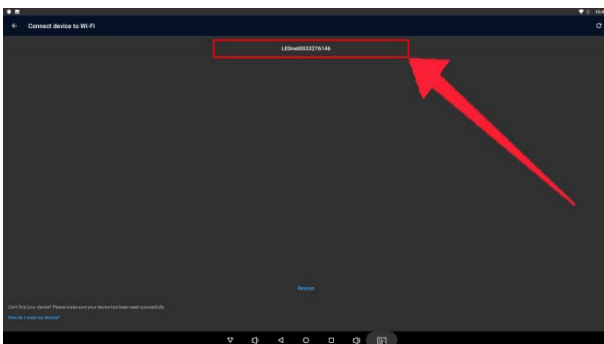 Connect device to Wi-Fi
LEDnet0033276146
Rescan
Can't find your device? Please make sure your device has been reset successfully.
How do I reset my device?